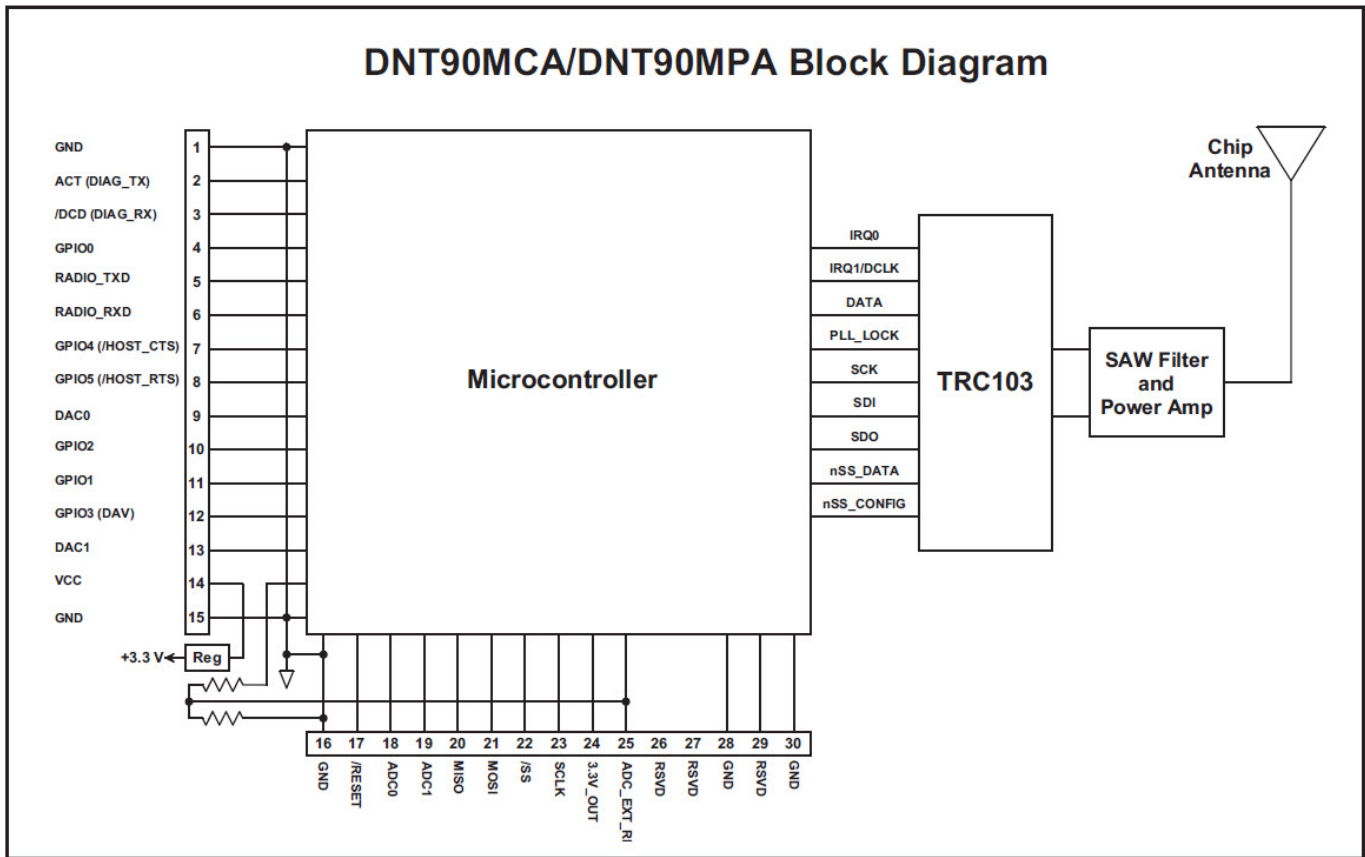 DNT90MCA/DNT90MPA Block Diagram
GND 1
ACT (DIAG_TX) 2
/DCD (DIAG_RX) 3
GPIO0 4
RADIO_TXD 5
RADIO_RXD 6
GPIO4 (/HOST_CTS) 7
GPIO5 (/HOST_RTS) 8
DAC0 9
GPIO2 10
GPIO1 11
GPIO3 (DAV) 12
DAC1 13
VCC 14
GND 15
+3.3 V
Reg
Microcontroller
IRQ0
IRQ1/DCLK
DATA
PLL_LOCK
SCK
SDI
SDO
nSS_DATA
nSS_CONFIG
TRC103
SAW Filter
and
Power Amp
Chip
Antenna
16 17 18 19 20 21 22 23 24 25 26 27 28 29 30
GND
/RESET
ADC0
ADC1
MISO
MOSI
/SS
SCLK
3.3V_OUT
ADC_EXT_RI
RSVD
RSVD
GND
RSVD
GND